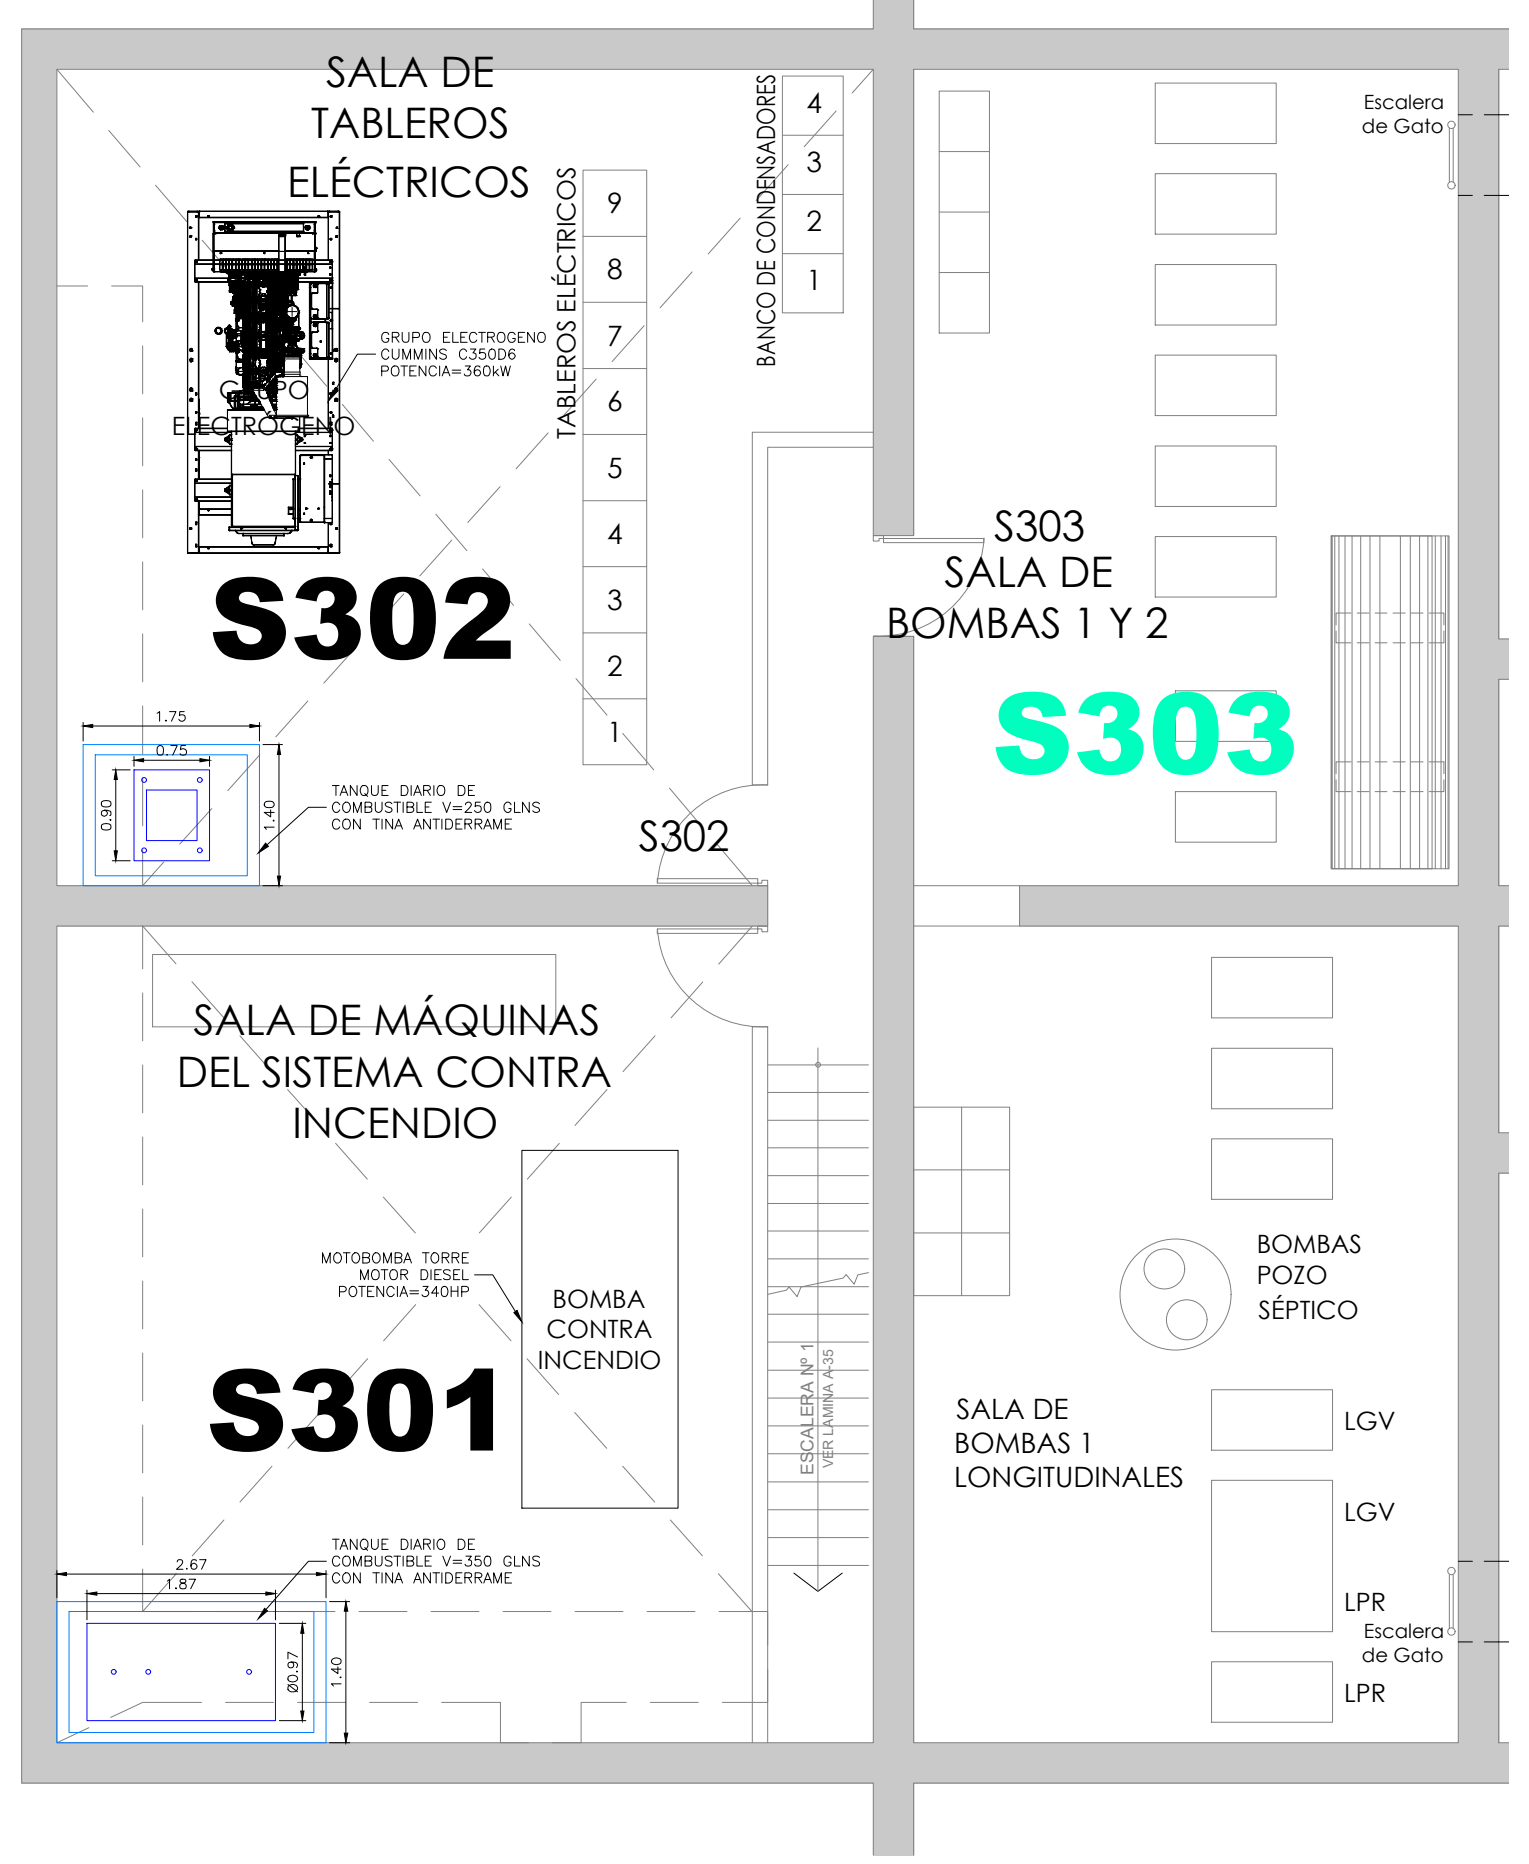 SALA DE
TABLEROS
ELÉCTRICOS
BANCO DE CONDENSADORES
4
3
2
1
TABLEROS ELÉCTRICOS
9
8
7
6
5
4
3
2
1
GRUPO ELECTROGENO
CUMMINS C350D6
POTENCIA=360kW
GRUPO
ELECTRÓGENO
S302
1.75
0.75
0.90
1.40
TANQUE DIARIO DE
COMBUSTIBLE V=250 GLNS
CON TINA ANTIDERRAME
S302
Escalera
de Gato
S303
SALA DE
BOMBAS 1 Y 2
S303
SALA DE MÁQUINAS
DEL SISTEMA CONTRA
INCENDIO
MOTOBOMBA TORRE
MOTOR DIESEL
POTENCIA=340HP
BOMBA
CONTRA
INCENDIO
S301
TANQUE DIARIO DE
COMBUSTIBLE V=350 GLNS
CON TINA ANTIDERRAME
2.67
1.87
Ø0.97
1.40
ESCALERA Nº 1
VER LAMINA A-35
BOMBAS
POZO
SÉPTICO
SALA DE
BOMBAS 1
LONGITUDINALES
LGV
LGV
LPR
Escalera
de Gato
LPR